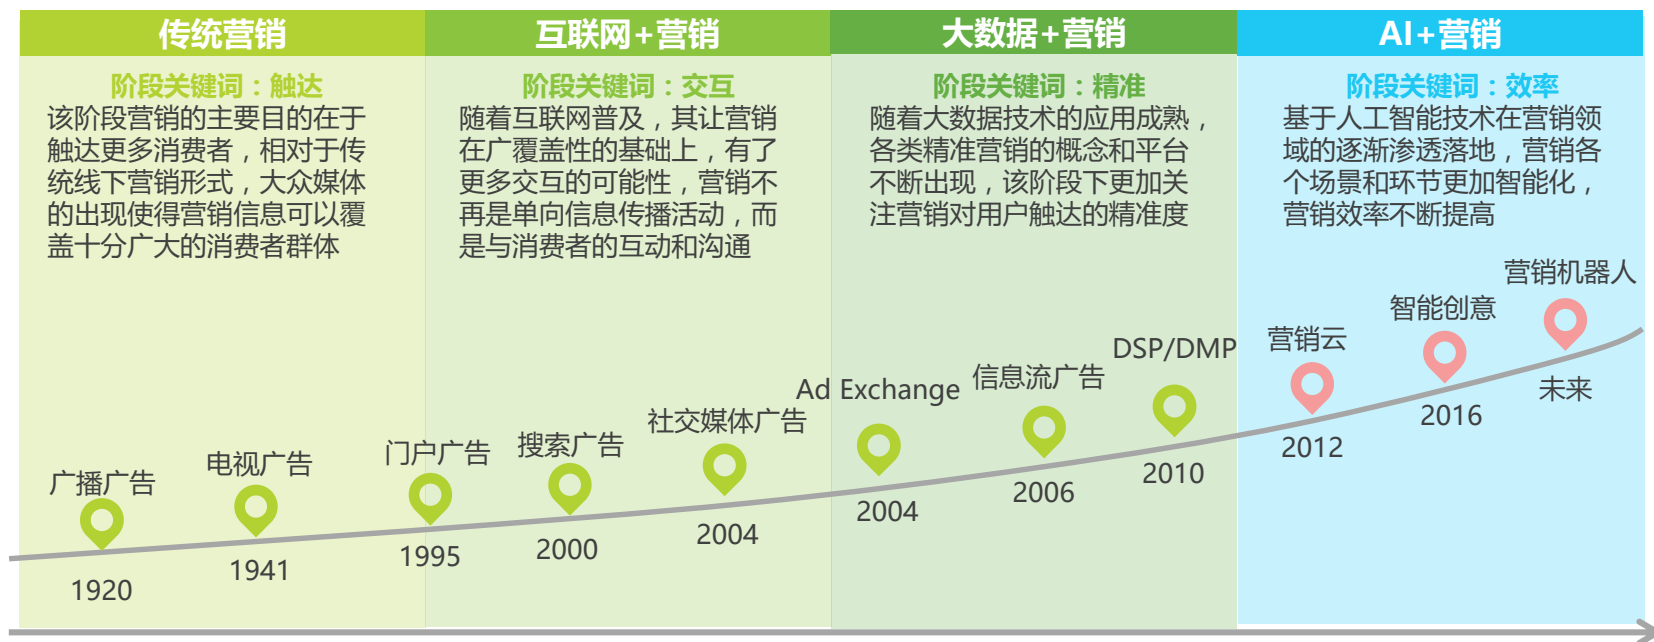 传统营销
阶段关键词：触达
该阶段营销的主要目的在于
触达更多消费者，相对于传
统线下营销形式，大众媒体
的出现使得营销信息可以覆
盖十分广大的消费者群体
互联网+营销
阶段关键词：交互
随着互联网普及，其让营销
在广覆盖性的基础上，有了
更多交互的可能性，营销不
再是单向信息传播活动，而
是与消费者的互动和沟通
大数据+营销
阶段关键词：精准
随着大数据技术的应用成熟，
各类精准营销的概念和平台
不断出现，该阶段下更加关
注营销对用户触达的精准度
AI+营销
阶段关键词：效率
基于人工智能技术在营销领
域的逐渐渗透落地，营销各
个场景和环节更加智能化，
营销效率不断提高
广播广告
1920
电视广告
1941
门户广告
1995
搜索广告
2000
社交媒体广告
2004
Ad Exchange
2004
信息流广告
2006
DSP/DMP
2010
营销云
2012
智能创意
2016
营销机器人
未来